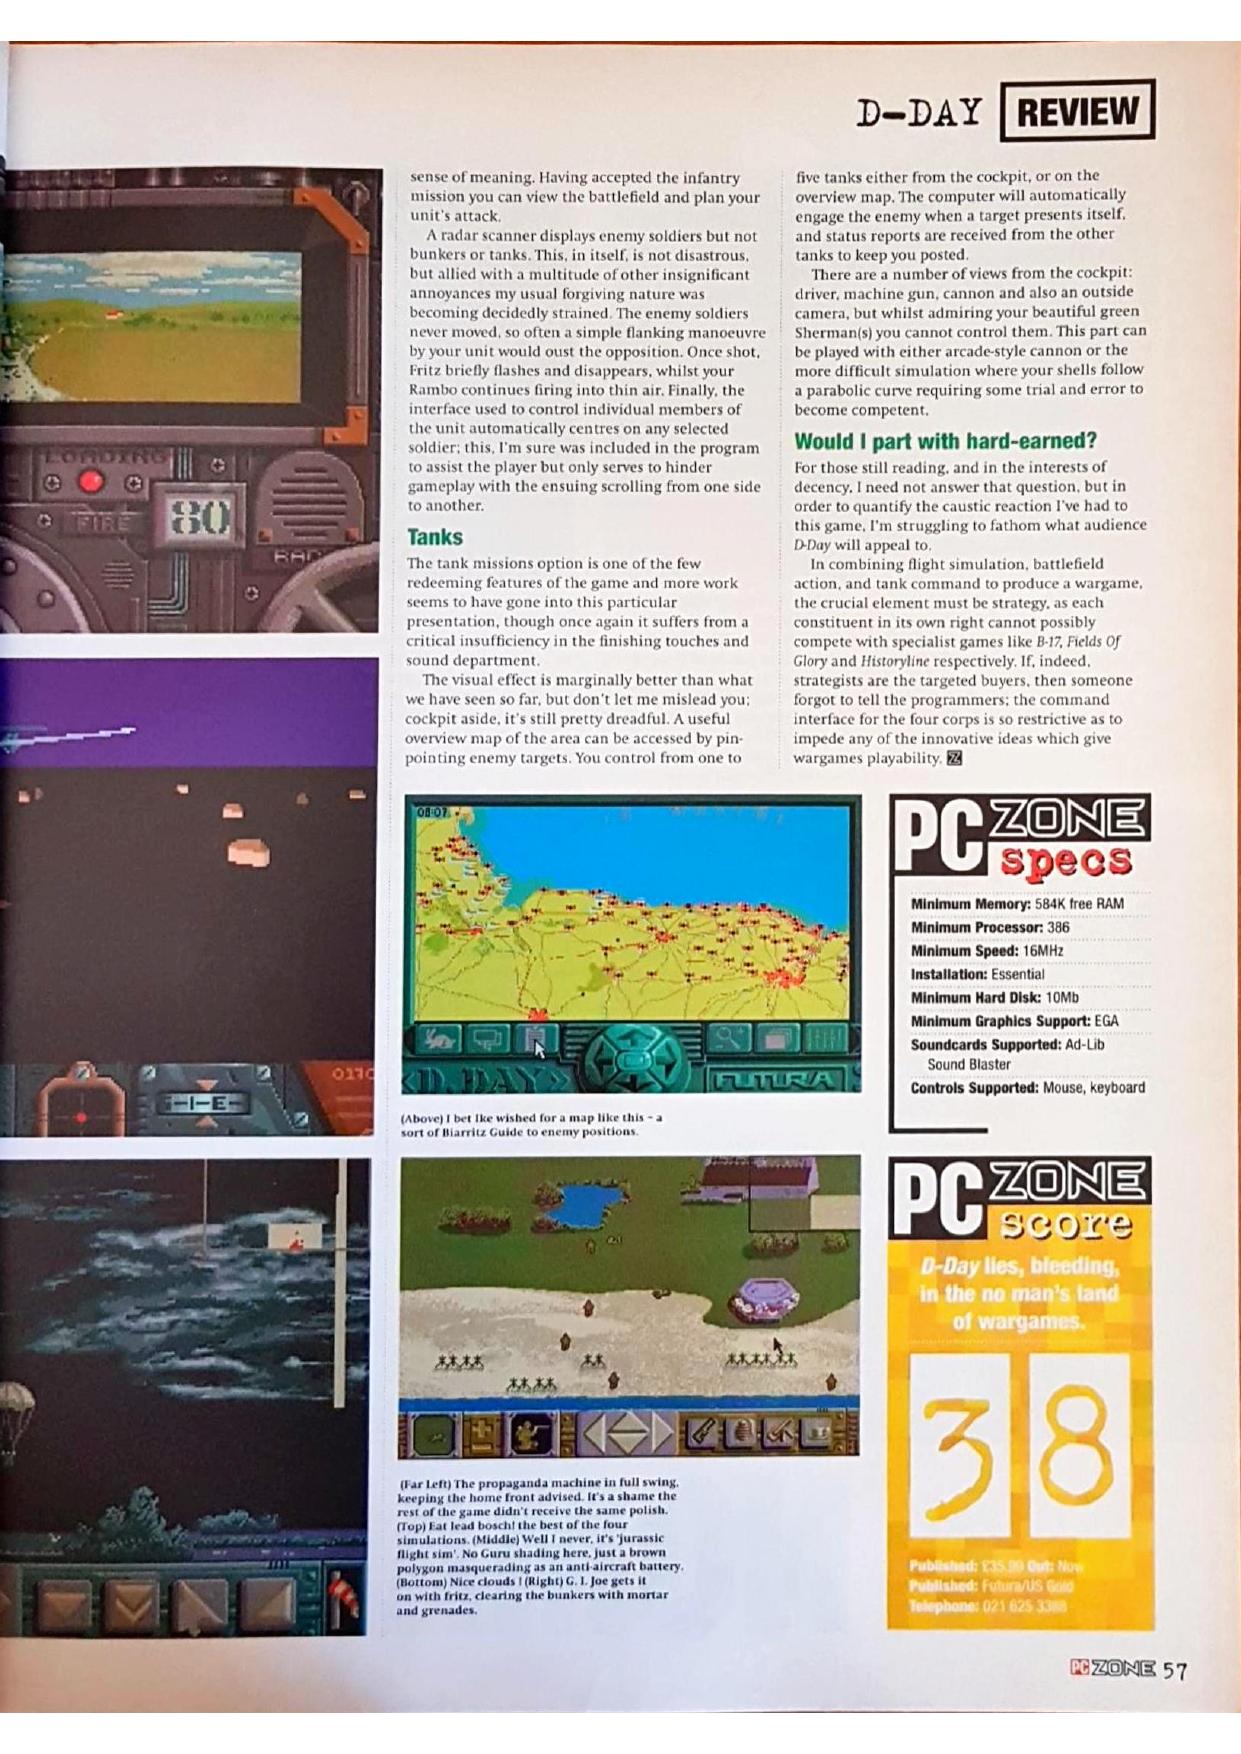 D-DAY REVIEW
sense of meaning. Having accepted the infantry
mission you can view the battlefield and plan your
unit's attack.
A radar scanner displays enemy soldiers but not
bunkers or tanks. This, in itself, is not disastrous,
but allied with a multitude of other insignificant
annoyances my usual forgiving nature was
becoming decidedly strained. The enemy soldiers
never moved, so often a simple flanking manoeuvre
by your unit would oust the opposition. Once shot,
Fritz briefly flashes and disappears, whilst your
Rambo continues firing into thin air. Finally, the
interface used to control individual members of
the unit automatically centres on any selected
soldier; this, I'm sure was included in the program
to assist the player but only serves to hinder
gameplay with the ensuing scrolling from one side
to another.
Tanks
The tank missions option is one of the few
redeeming features of the game and more work
seems to have gone into this particular
presentation, though once again it suffers from a
critical insufficiency in the finishing touches and
sound department.
The visual effect is marginally better than what
we have seen so far, but don't let me mislead you;
cockpit aside, it's still pretty dreadful. A useful
overview map of the area can be accessed by pin-
pointing enemy targets. You control from one to
five tanks either from the cockpit, or on the
overview map. The computer will automatically
engage the enemy when a target presents itself,
and status reports are received from the other
tanks to keep you posted.
There are a number of views from the cockpit:
driver, machine gun, cannon and also an outside
camera, but whilst admiring your beautiful green
Sherman(s) you cannot control them. This part can
be played with either arcade-style cannon or the
more difficult simulation where your shells follow
a parabolic curve requiring some trial and error to
become competent.
Would I part with hard-earned?
For those still reading, and in the interests of
decency, I need not answer that question, but in
order to quantify the caustic reaction I've had to
this game, I'm struggling to fathom what audience
D-Day will appeal to.
In combining flight simulation, battlefield
action, and tank command to produce a wargame,
the crucial element must be strategy, as each
constituent in its own right cannot possibly
compete with specialist games like B-17, Fields Of
Glory and Historyline respectively. If, indeed,
strategists are the targeted buyers, then someone
forgot to tell the programmers; the command
interface for the four corps is so restrictive as to
impede any of the innovative ideas which give
wargames playability. Z
LOADING
FIRE
80
RAD
-I-E-
0170
08:07
<D.DAY>
FUTURA
(Above) I bet Ike wished for a map like this - a
sort of Biarritz Guide to enemy positions.
(Far Left) The propaganda machine in full swing,
keeping the home front advised. It's a shame the
rest of the game didn't receive the same polish.
(Top) Eat lead bosch! the best of the four
simulations. (Middle) Well I never, it's 'jurassic
flight sim'. No Guru shading here, just a brown
polygon masquerading as an anti-aircraft battery.
(Bottom) Nice clouds ! (Right) G. I. Joe gets it
on with fritz, clearing the bunkers with mortar
and grenades.
PC ZONE
specs
Minimum Memory: 584K free RAM
Minimum Processor: 386
Minimum Speed: 16MHz
Installation: Essential
Minimum Hard Disk: 10Mb
Minimum Graphics Support: EGA
Soundcards Supported: Ad-Lib
Sound Blaster
Controls Supported: Mouse, keyboard
PC ZONE
score
D-Day lies, bleeding,
in the no man's land
of wargames.
38
Published: £35.99 Out: Now
Published: Futura/US Gold
Telephone: 021 625 3388
PC ZONE 57